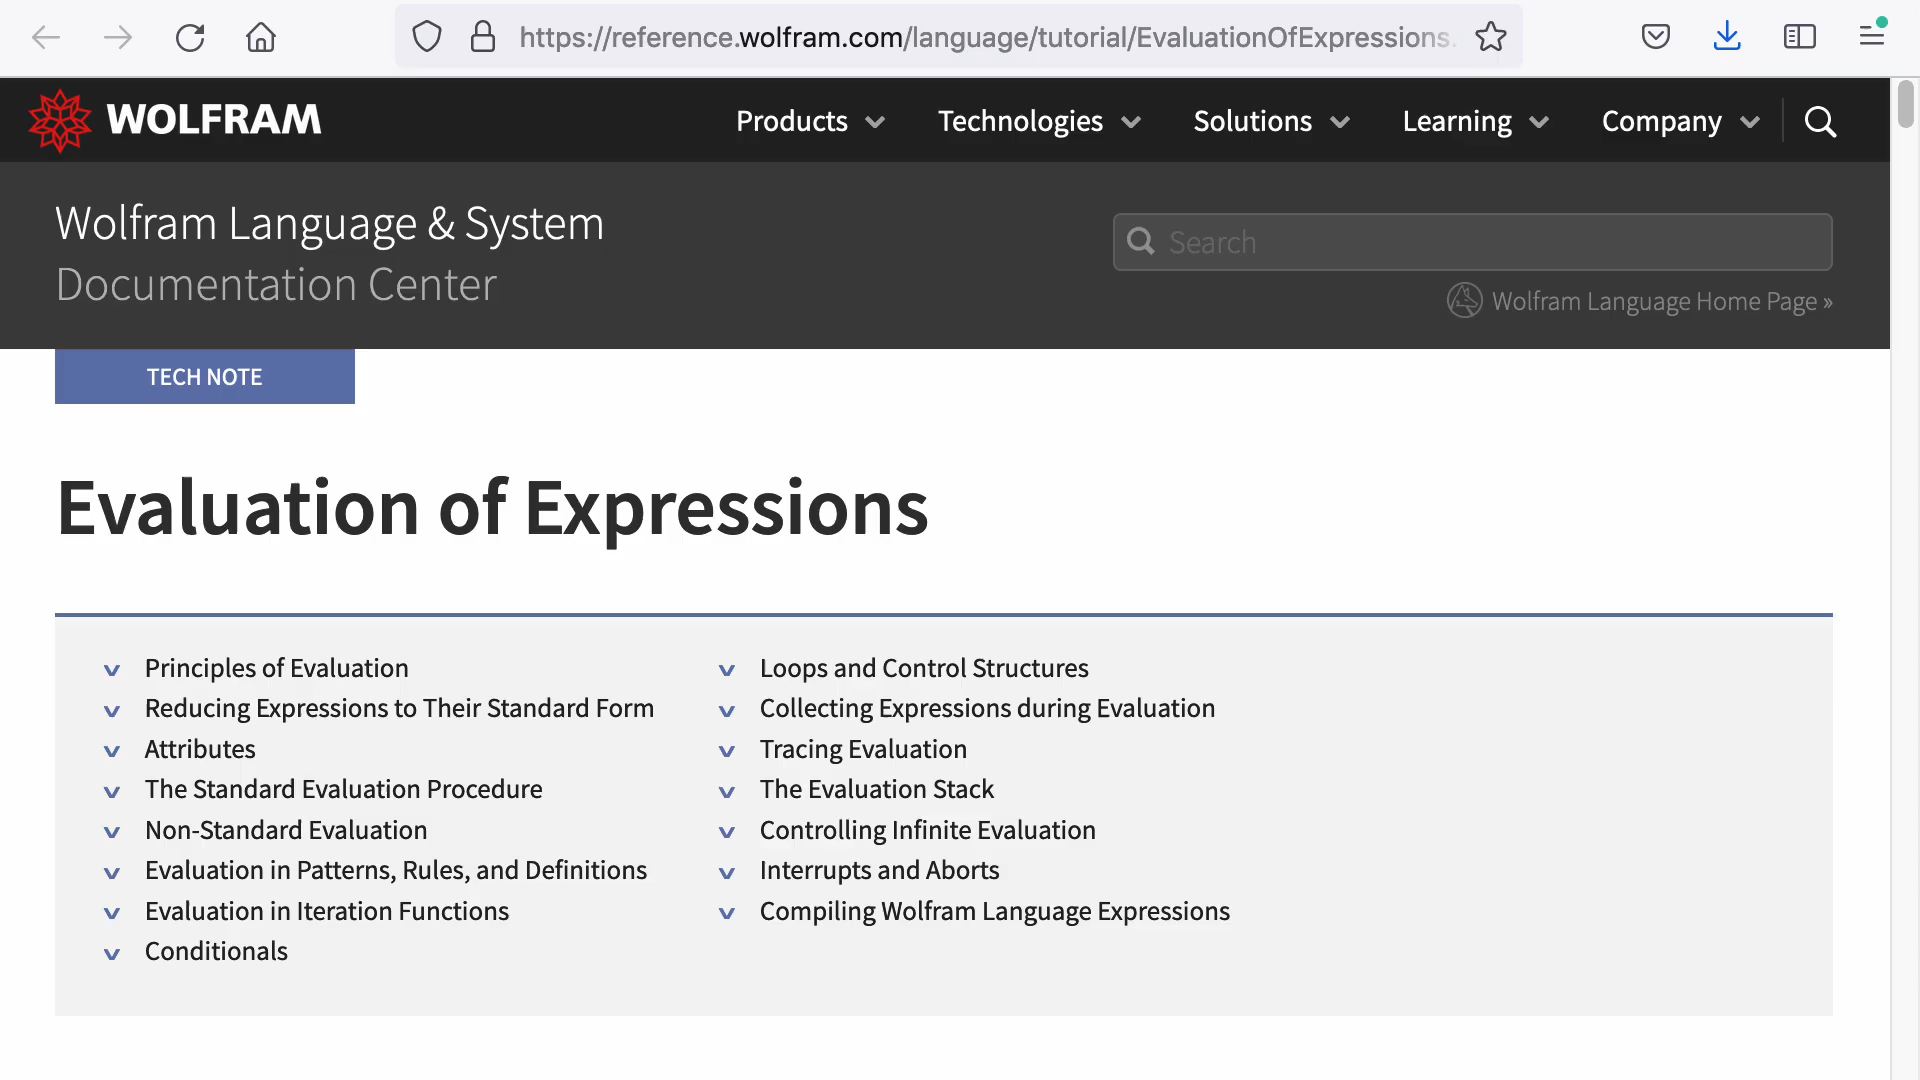 https://reference.wolfram.com/language/tutorial/EvaluationOfExpressions.
WOLFRAM
Products
Technologies
Solutions
Learning
Company
Wolfram Language & System
Documentation Center
Search
Wolfram Language Home Page »
TECH NOTE
Evaluation of Expressions
Principles of Evaluation
Reducing Expressions to Their Standard Form
Attributes
The Standard Evaluation Procedure
Non-Standard Evaluation
Evaluation in Patterns, Rules, and Definitions
Evaluation in Iteration Functions
Conditionals
Loops and Control Structures
Collecting Expressions during Evaluation
Tracing Evaluation
The Evaluation Stack
Controlling Infinite Evaluation
Interrupts and Aborts
Compiling Wolfram Language Expressions